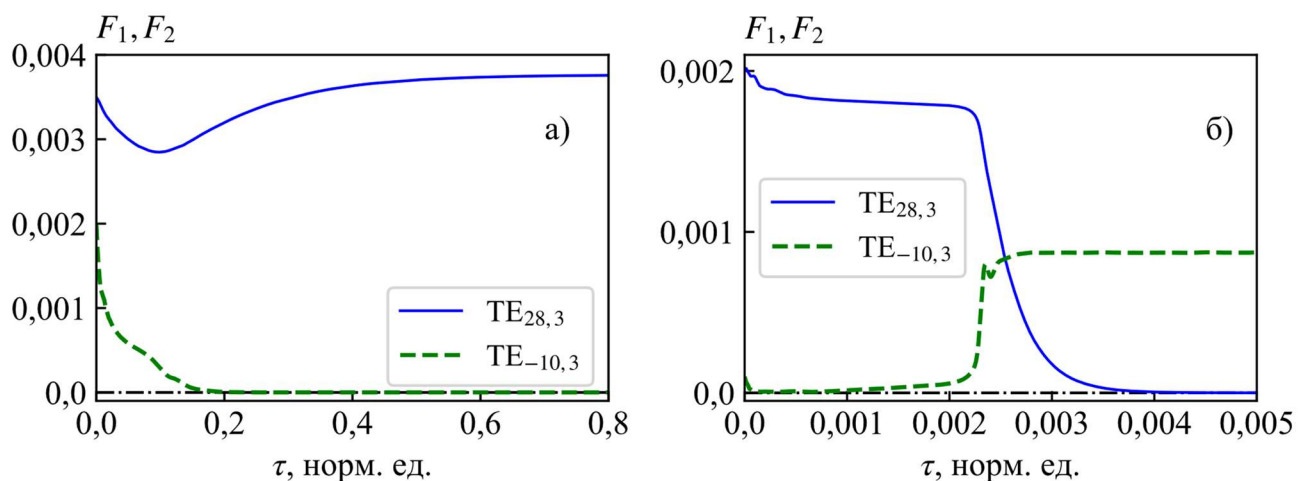 F₁, F₂
0,004
0,003
0,002
0,001
0,0
а)
TE₂₈,₃
TE₋₁₀,₃
0,0 0,2 0,4 0,6 0,8
τ, норм. ед.
F₁, F₂
0,002
0,001
0,0
б)
TE₂₈,₃
TE₋₁₀,₃
0,0 0,001 0,002 0,003 0,004 0,005
τ, норм. ед.